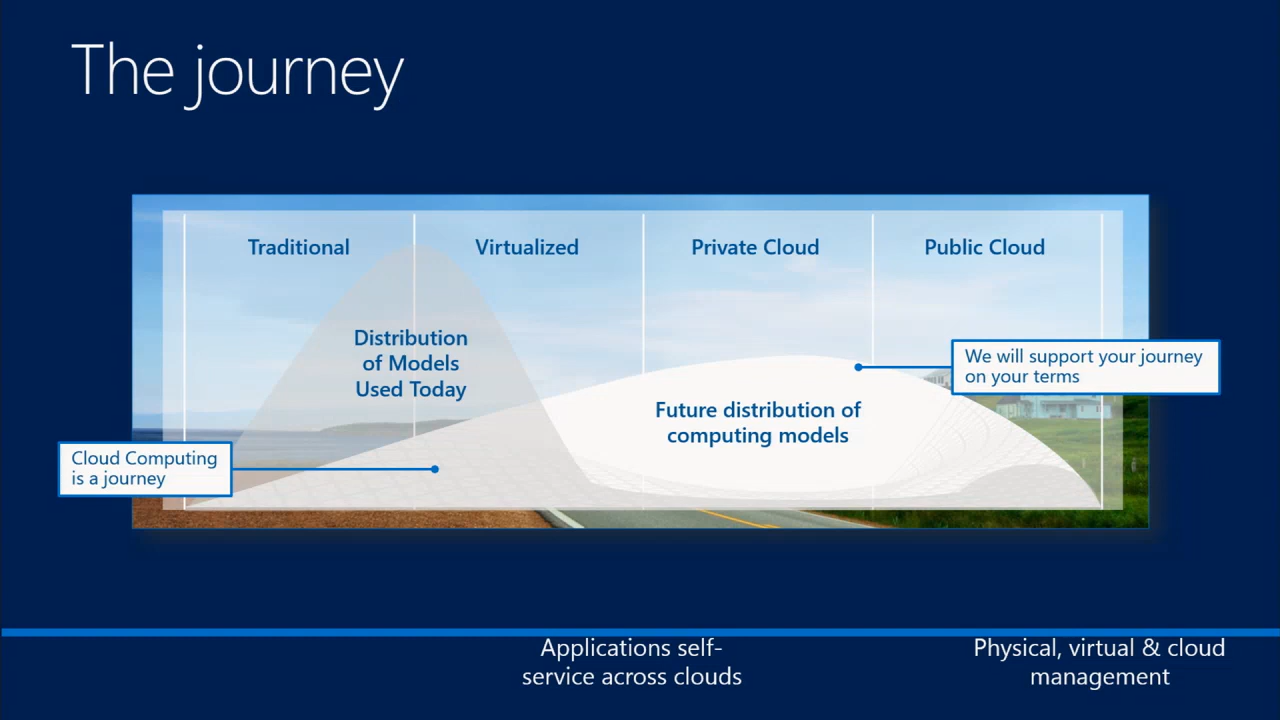 The journey
Traditional
Virtualized
Private Cloud
Public Cloud
Distribution
of Models
Used Today
We will support your journey
on your terms
Future distribution of
computing models
Cloud Computing
is a journey
Applications self-
service across clouds
Physical, virtual & cloud
management